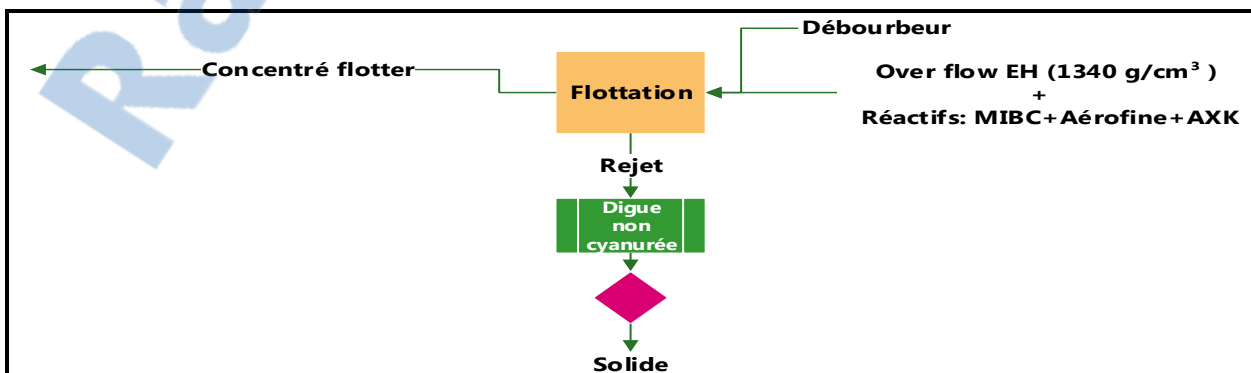 Débourbeur
Concentré flotter
Flottation
Over flow EH (1340 g/cm³ )
+
Réactifs: MIBC+Aérofine+AXK
Rejet
Digue
non
cyanurée
Solide